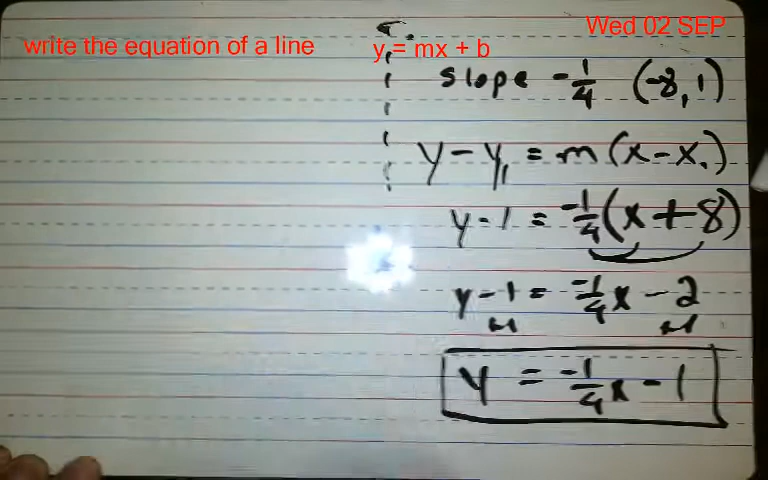 Wed 02 SEP
write the equation of a line
y = mx + b
slope -1/4 (-8, 1)
y - y₁ = m(x - x₁)
y - 1 = -1/4(x + 8)
y - 1 = -1/4x - 2
+1 +1
y = -1/4x - 1